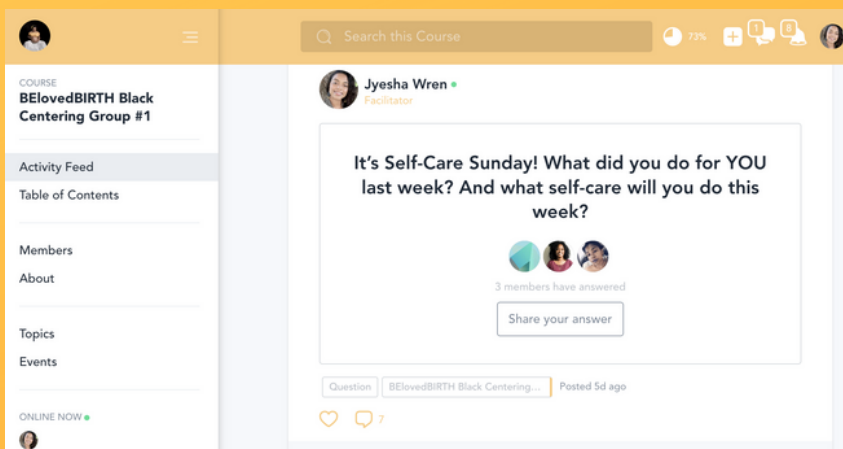 Search this Course
73%
1
8
COURSE
BElovedBIRTH Black
Centering Group #1
Activity Feed
Table of Contents
Members
About
Topics
Events
ONLINE NOW
Jyesha Wren
Facilitator
It's Self-Care Sunday! What did you do for YOU
last week? And what self-care will you do this
week?
3 members have answered
Share your answer
Question
BElovedBIRTH Black Centering...
Posted 5d ago
7